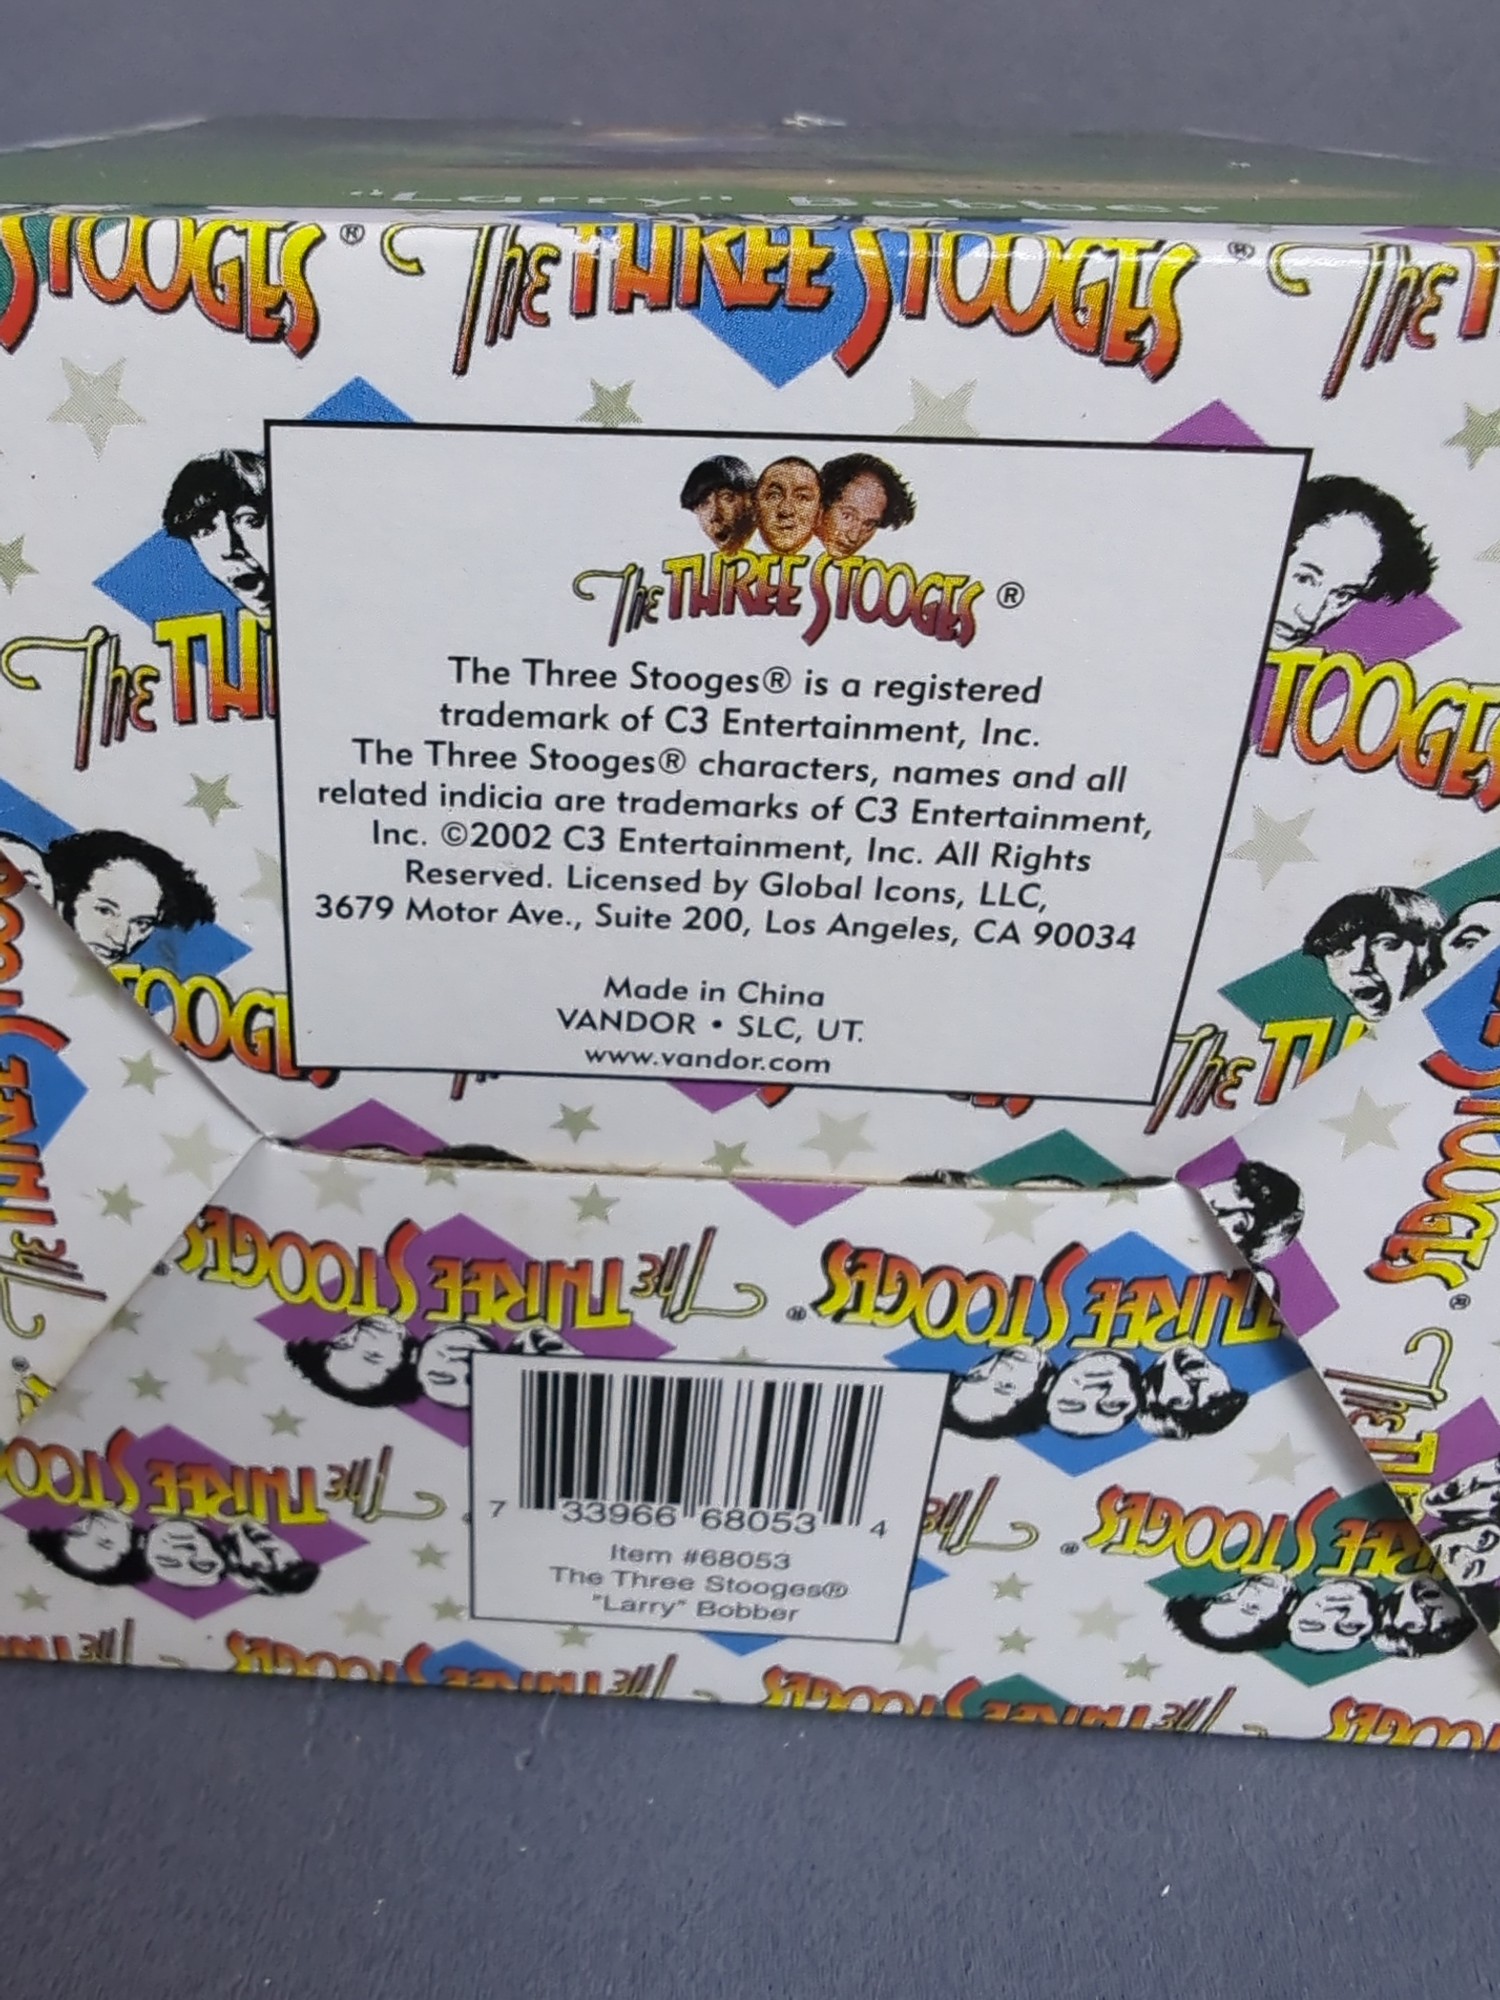 "Larry" Bobber
STOOGES ® The THREE STOOGES ® The
The THREE STOOGES ®
The Three Stooges® is a registered
trademark of C3 Entertainment, Inc.
The Three Stooges® characters, names and all
related indicia are trademarks of C3 Entertainment,
Inc. ©2002 C3 Entertainment, Inc. All Rights
Reserved. Licensed by Global Icons, LLC,
3679 Motor Ave., Suite 200, Los Angeles, CA 90034
Made in China
VANDOR • SLC, UT.
www.vandor.com
The THREE STOOGES ®
The THREE STOOGES
The THREE STOOGES ®
7 33966 68053 4
Item #68053
The Three Stooges®
"Larry" Bobber